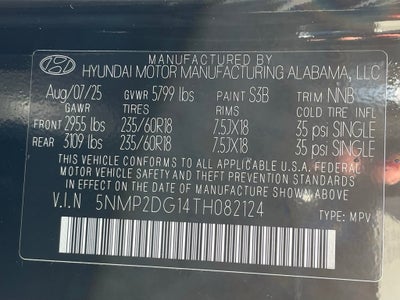 MANUFACTURED BY
HYUNDAI MOTOR MANUFACTURING ALABAMA, LLC
Aug/07/25 GVWR 5799 lbs PAINT S3B TRIM NNB
GAWR TIRES RIMS COLD TIRE INFL
FRONT 2955 lbs 235/60R18 7.5JX18 35 psi SINGLE
REAR 3109 lbs 235/60R18 7.5JX18 35 psi SINGLE
THIS VEHICLE CONFORMS TO ALL APPLICABLE U.S.A. FEDERAL
MOTOR VEHICLE SAFETY AND THEFT PREVENTION STANDARDS
IN EFFECT ON THE DATE OF MANUFACTURE SHOWN ABOVE.
V.I.N 5NMP2DG14TH082124
TYPE: MPV